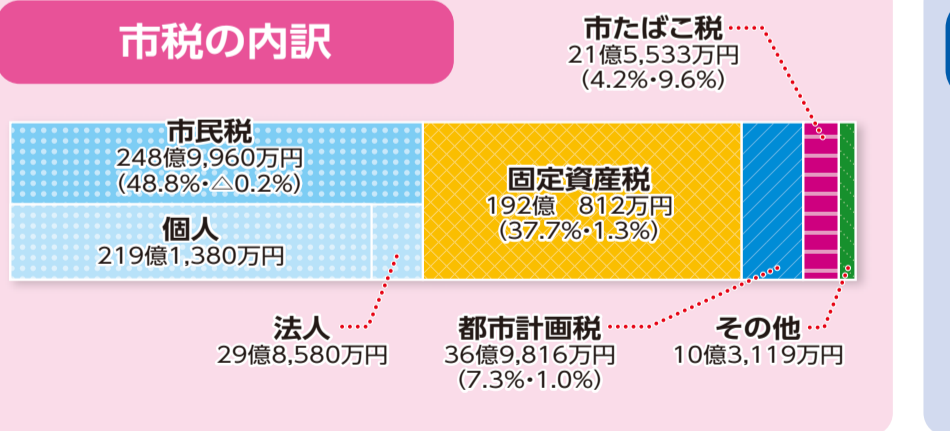 市税の内訳
市たばこ税
21億5,533万円
(4.2%・9.6%)
市民税
248億9,960万円
(48.8%・△0.2%)
個人
219億1,380万円
固定資産税
192億　812万円
(37.7%・1.3%)
法人
29億8,580万円
都市計画税
36億9,816万円
(7.3%・1.0%)
その他
10億3,119万円